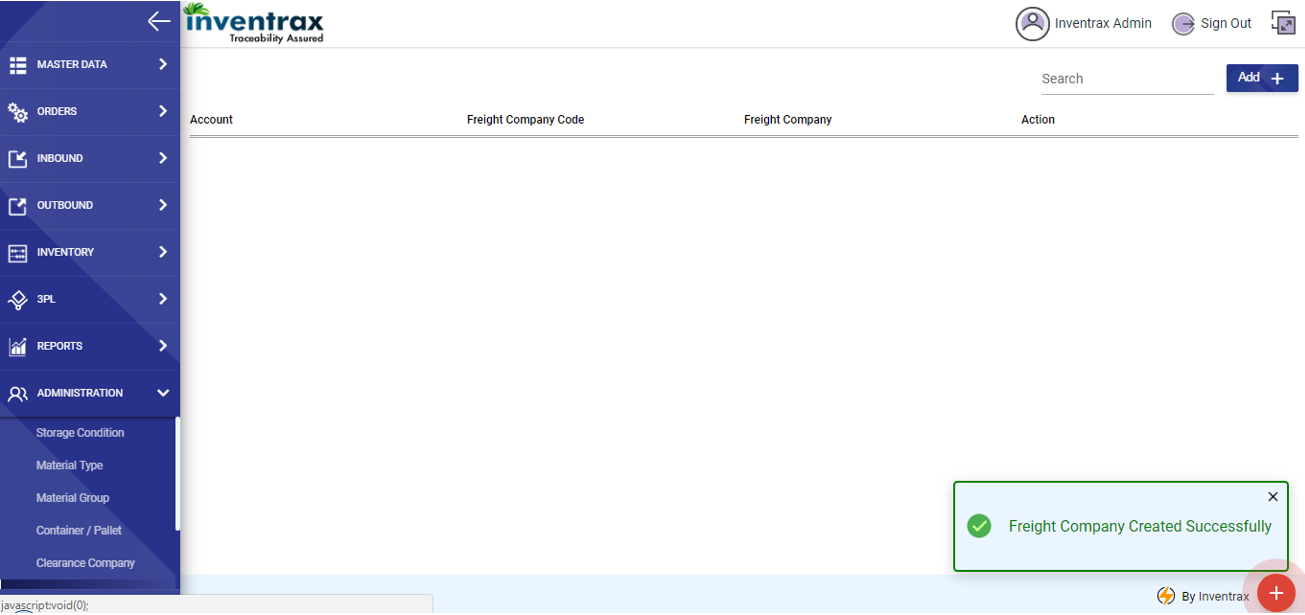 inventrax
Traceability Assured
Inventrax Admin
Sign Out
MASTER DATA
ORDERS
INBOUND
OUTBOUND
INVENTORY
3PL
REPORTS
ADMINISTRATION
Storage Condition
Material Type
Material Group
Container / Pallet
Clearance Company
Search
Add +
Account Freight Company Code Freight Company Action
Freight Company Created Successfully
By Inventrax
javascript:void(0);